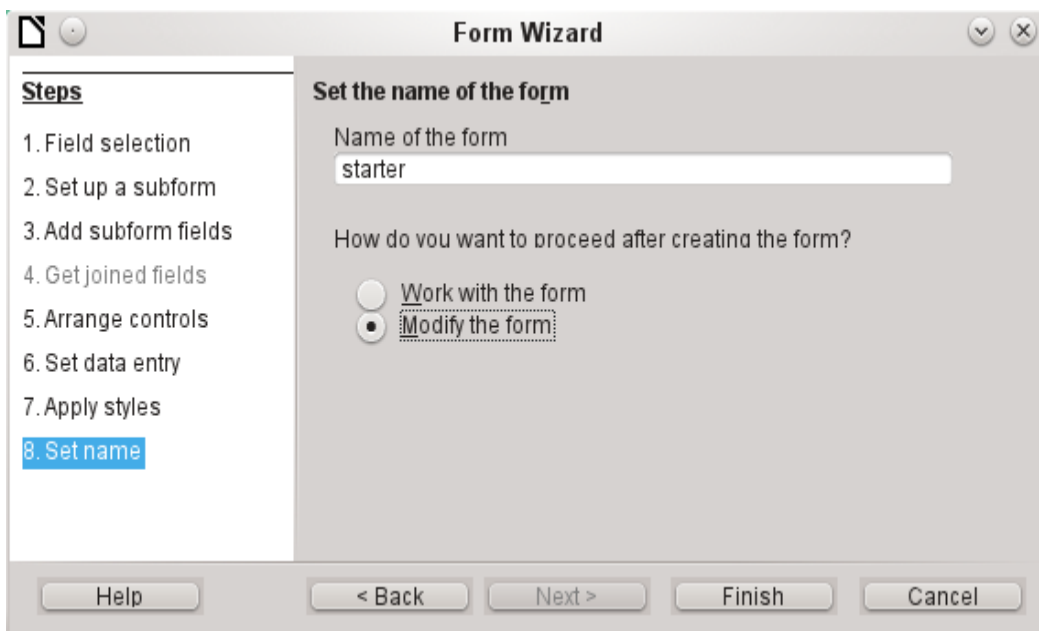 Form Wizard
Steps
1. Field selection
2. Set up a subform
3. Add subform fields
4. Get joined fields
5. Arrange controls
6. Set data entry
7. Apply styles
8. Set name
Set the name of the form
Name of the form
starter
How do you want to proceed after creating the form?
Work with the form
Modify the form
Help
< Back
Next >
Finish
Cancel